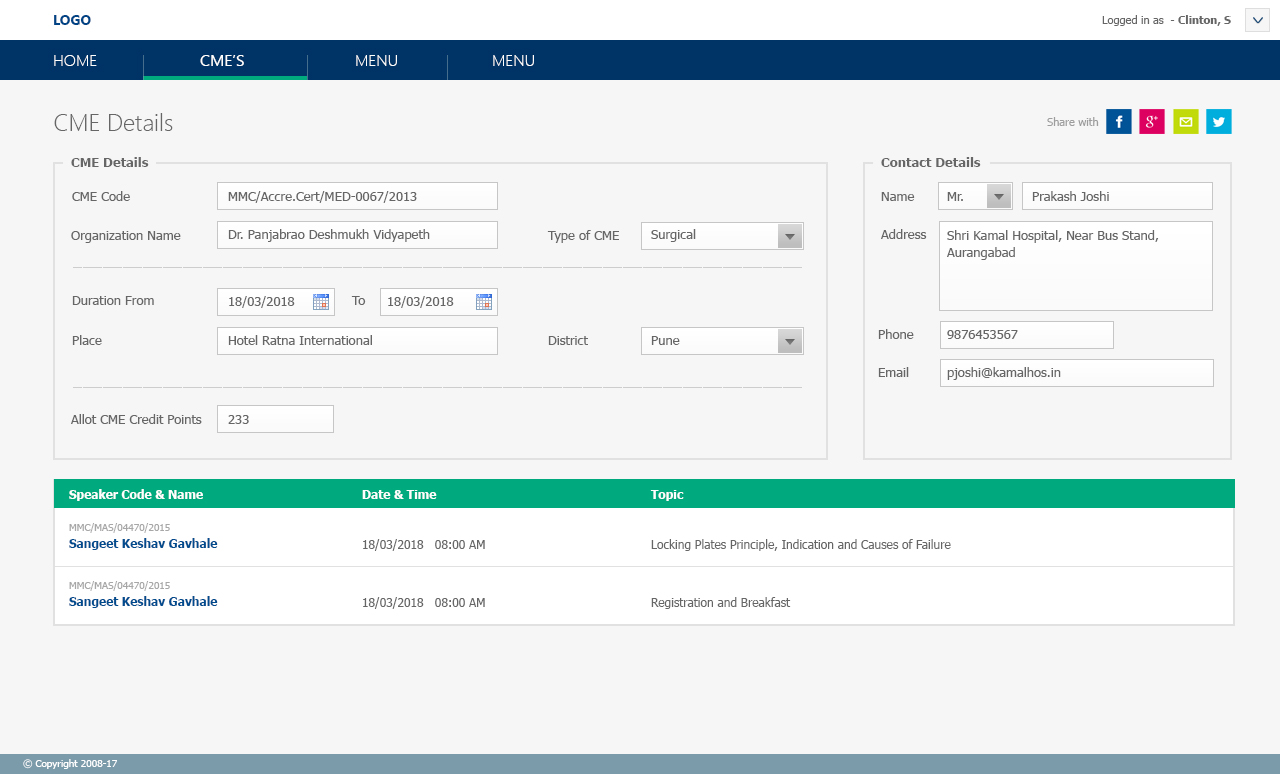 LOGO
Logged in as - Clinton, S
HOME
CME'S
MENU
MENU
CME Details
Share with
CME Details
CME Code
MMC/Accre.Cert/MED-0067/2013
Organization Name
Dr. Panjabrao Deshmukh Vidyapeth
Type of CME
Surgical
Duration From
18/03/2018
To
18/03/2018
Place
Hotel Ratna International
District
Pune
Allot CME Credit Points
233
Contact Details
Name
Mr.
Prakash Joshi
Address
Shri Kamal Hospital, Near Bus Stand,
Aurangabad
Phone
9876453567
Email
pjoshi@kamalhos.in
Speaker Code & Name
Date & Time
Topic
MMC/MAS/04470/2015
Sangeet Keshav Gavhale
18/03/2018 08:00 AM
Locking Plates Principle, Indication and Causes of Failure
MMC/MAS/04470/2015
Sangeet Keshav Gavhale
18/03/2018 08:00 AM
Registration and Breakfast
© Copyright 2008-17